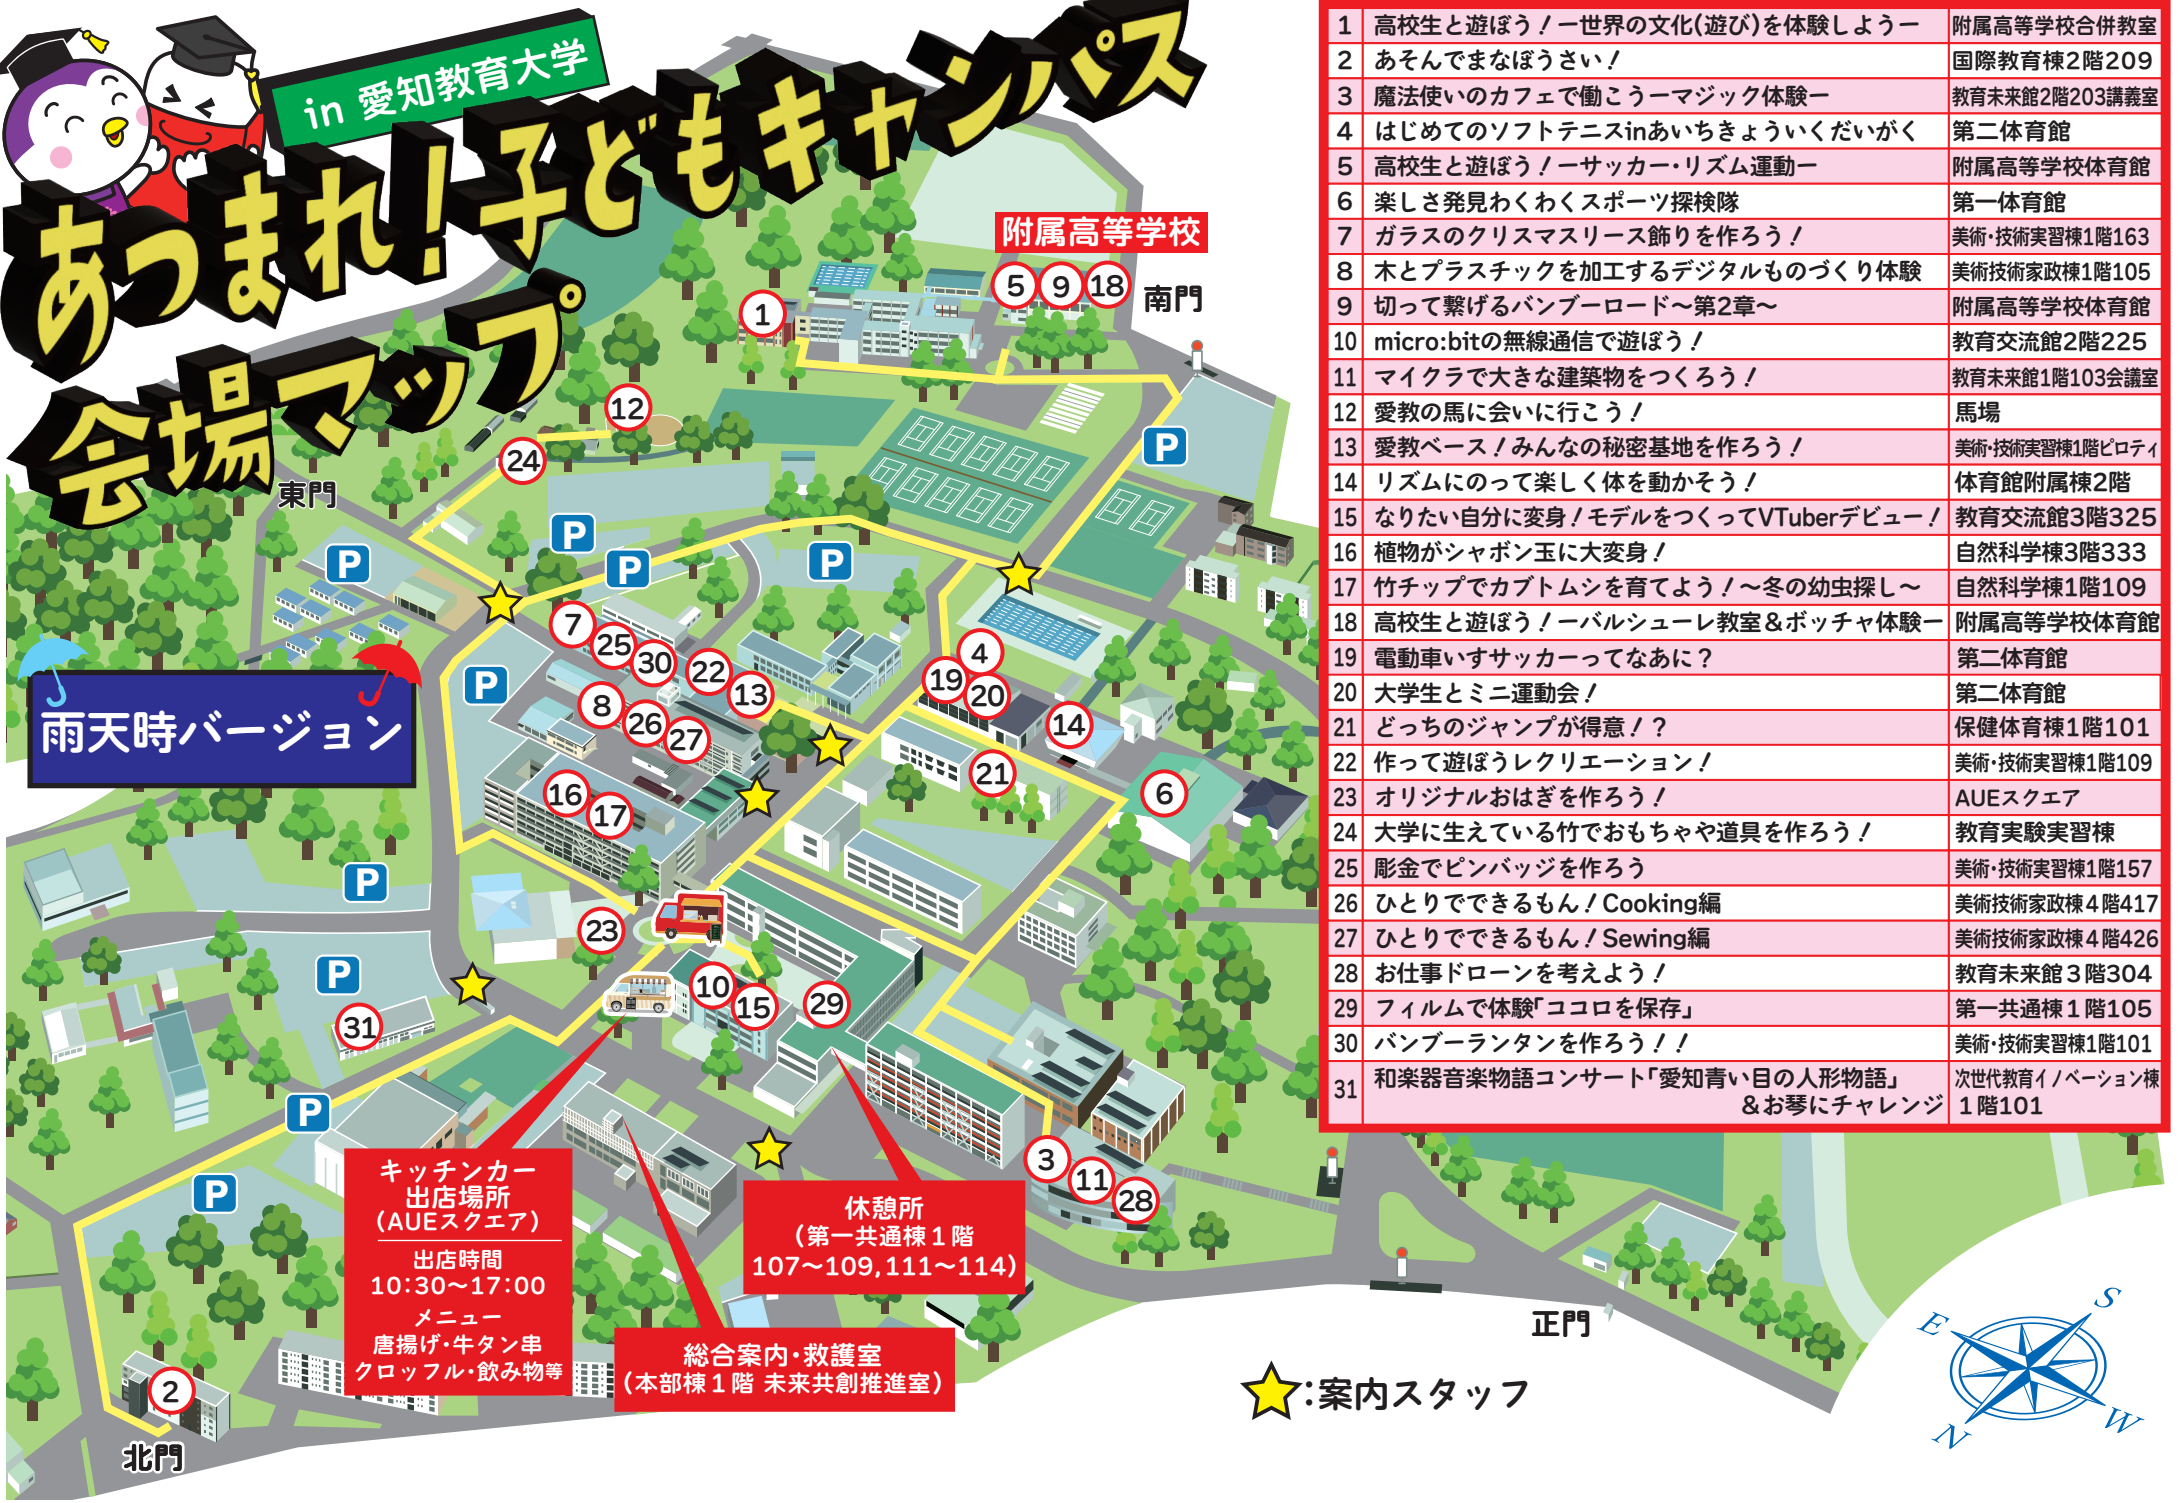 in 愛知教育大学
あつまれ！子どもキャンパス
会場マップ
雨天時バージョン
附属高等学校
南門
東門
北門
正門
P
P
P
P
P
P
P
P
P
P
1
5
9
18
12
24
7
25
30
22
13
8
26
27
16
17
4
19
20
14
21
6
23
10
15
29
31
3
11
28
2
キッチンカー
出店場所
（AUEスクエア）
出店時間
10：30〜17：00
メニュー
唐揚げ・牛タン串
クロッフル・飲み物等
休憩所
（第一共通棟１階
107〜109,111〜114）
総合案内・救護室
（本部棟１階 未来共創推進室）
：案内スタッフ
E
S
N
W
1 高校生と遊ぼう！ー世界の文化(遊び)を体験しようー 附属高等学校合併教室
2 あそんでまなぼうさい！ 国際教育棟2階209
3 魔法使いのカフェで働こうーマジック体験ー 教育未来館2階203講義室
4 はじめてのソフトテニスinあいちきょういくだいがく 第二体育館
5 高校生と遊ぼう！ーサッカー・リズム運動ー 附属高等学校体育館
6 楽しさ発見わくわくスポーツ探検隊 第一体育館
7 ガラスのクリスマスリース飾りを作ろう！ 美術・技術実習棟1階163
8 木とプラスチックを加工するデジタルものづくり体験 美術技術家政棟1階105
9 切って繋げるバンブーロード〜第2章〜 附属高等学校体育館
10 micro:bitの無線通信で遊ぼう！ 教育交流館2階225
11 マイクラで大きな建築物をつくろう！ 教育未来館1階103会議室
12 愛教の馬に会いに行こう！ 馬場
13 愛教ベース！みんなの秘密基地を作ろう！ 美術・技術実習棟1階ピロティ
14 リズムにのって楽しく体を動かそう！ 体育館附属棟2階
15 なりたい自分に変身！モデルをつくってVTuberデビュー！ 教育交流館3階325
16 植物がシャボン玉に大変身！ 自然科学棟3階333
17 竹チップでカブトムシを育てよう！〜冬の幼虫探し〜 自然科学棟1階109
18 高校生と遊ぼう！ーバルシューレ教室＆ボッチャ体験ー 附属高等学校体育館
19 電動車いすサッカーってなあに？ 第二体育館
20 大学生とミニ運動会！ 第二体育館
21 どっちのジャンプが得意！？ 保健体育棟1階101
22 作って遊ぼうレクリエーション！ 美術・技術実習棟1階109
23 オリジナルおはぎを作ろう！ AUEスクエア
24 大学に生えている竹でおもちゃや道具を作ろう！ 教育実験実習棟
25 彫金でピンバッジを作ろう 美術・技術実習棟1階157
26 ひとりでできるもん！Cooking編 美術技術家政棟４階417
27 ひとりでできるもん！Sewing編 美術技術家政棟４階426
28 お仕事ドローンを考えよう！ 教育未来館３階304
29 フィルムで体験「ココロを保存」 第一共通棟１階105
30 バンブーランタンを作ろう！！ 美術・技術実習棟1階101
31 和楽器音楽物語コンサート「愛知青い目の人形物語」 次世代教育イノベーション棟
＆お琴にチャレンジ １階101